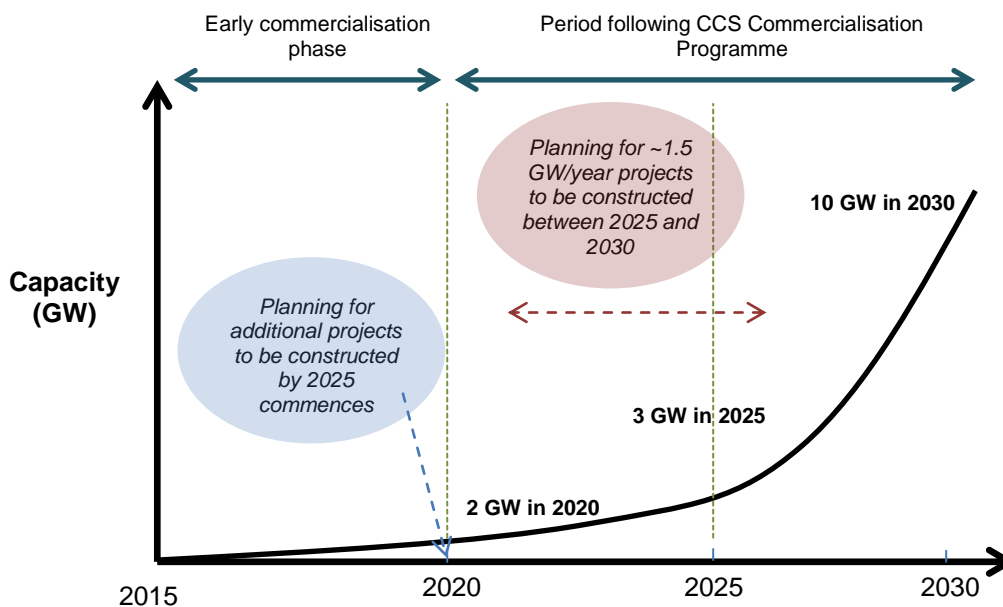 Early commercialisation
phase
Period following CCS Commercialisation
Programme
Planning for ~1.5
GW/year projects
to be constructed
between 2025 and
2030
10 GW in 2030
Capacity
(GW)
Planning for
additional projects
to be constructed
by 2025
commences
3 GW in 2025
2 GW in 2020
2015
2020
2025
2030